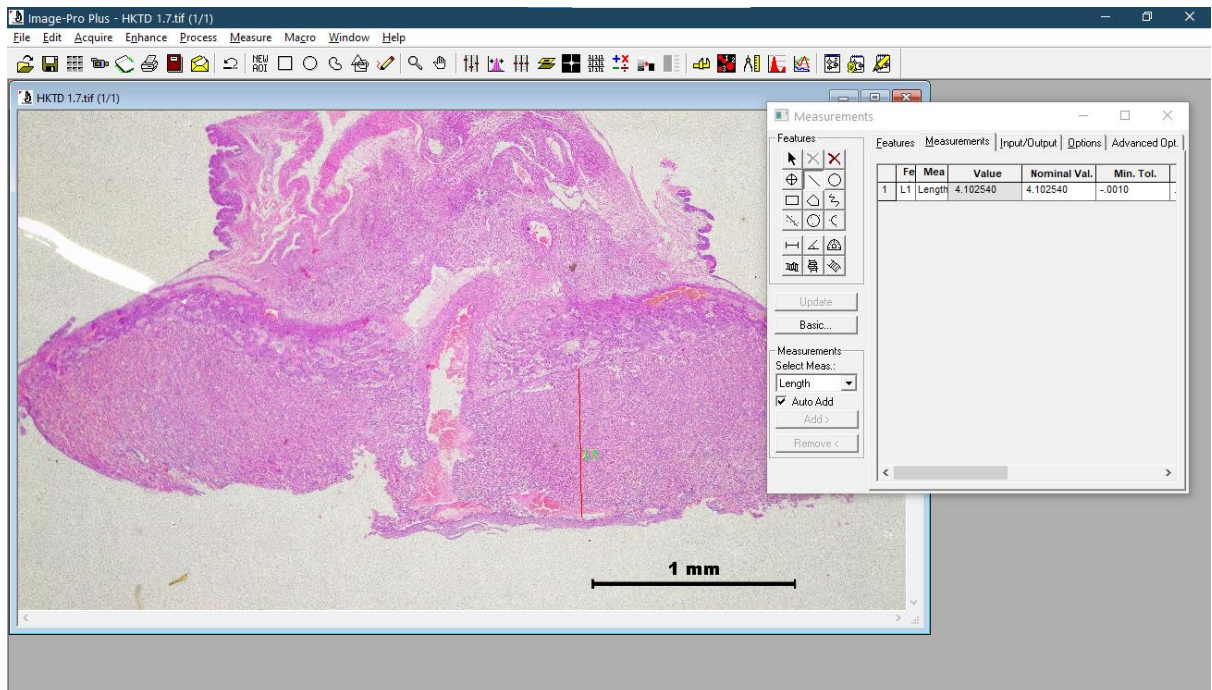 Image-Pro Plus - HKTD 1.7.tif (1/1)
File Edit Acquire Enhance Process Measure Macro Window Help
NEW AOI
HKTD 1.7.tif (1/1)
Measurements
Features
Features Measurements Input/Output Options Advanced Opt.
Fe Mea Value Nominal Val. Min. Tol.
1 L1 Length 4.102540 4.102540 -.0010
Update
Basic...
Measurements
Select Meas.:
Length
Auto Add
Add >
Remove <
1 mm